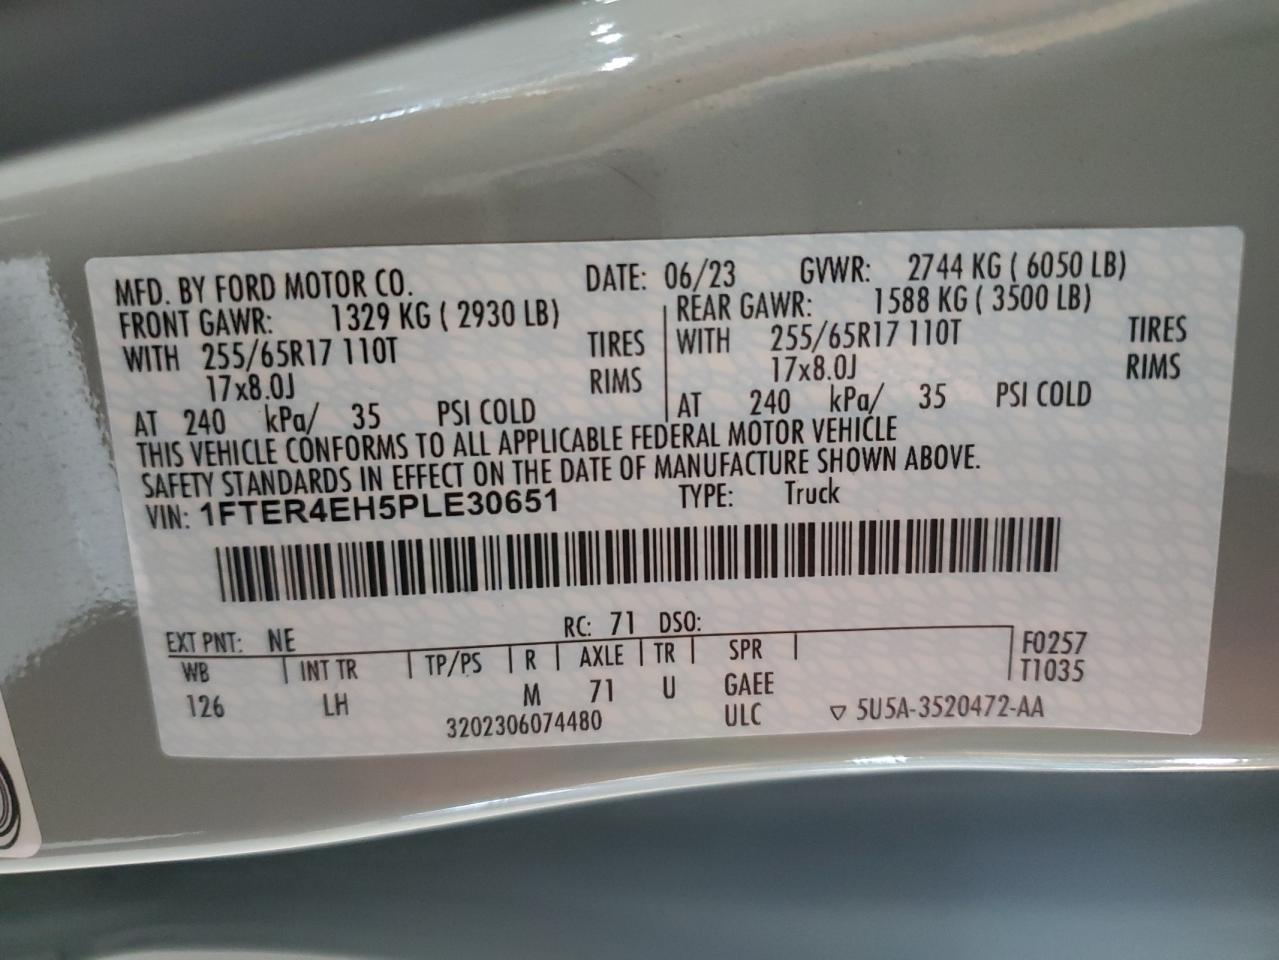 MFD. BY FORD MOTOR CO. DATE: 06/23 GVWR: 2744 KG ( 6050 LB)
FRONT GAWR: 1329 KG ( 2930 LB) REAR GAWR: 1588 KG ( 3500 LB)
WITH 255/65R17 110T TIRES WITH 255/65R17 110T TIRES
17x8.0J RIMS 17x8.0J RIMS
AT 240 kPa/ 35 PSI COLD AT 240 kPa/ 35 PSI COLD
THIS VEHICLE CONFORMS TO ALL APPLICABLE FEDERAL MOTOR VEHICLE
SAFETY STANDARDS IN EFFECT ON THE DATE OF MANUFACTURE SHOWN ABOVE.
VIN: 1FTER4EH5PLE30651 TYPE: Truck
EXT PNT: NE RC: 71 DSO:
WB INT TR TP/PS R AXLE TR SPR F0257
126 LH M 71 U GAEE T1035
3202306074480 ULC ▽ 5U5A-3520472-AA